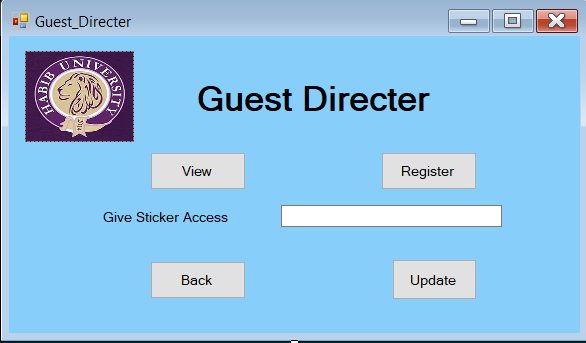 Guest_Directer
HABIB UNIVERSITY
Guest Directer
View
Register
Give Sticker Access
Back
Update